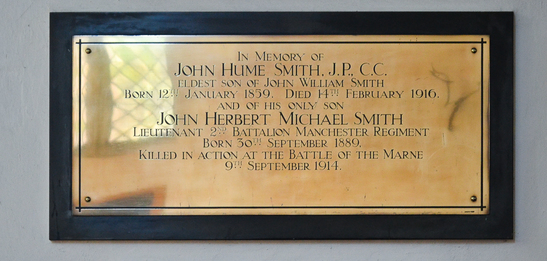 In Memory of
John Hume Smith, J.P., C.C.
eldest son of John William Smith
Born 12th January 1859. Died 14th February 1916.
and of his only son
John Herbert Michael Smith
Lieutenant 2nd Battalion Manchester Regiment
Born 30th September 1889,
Killed in action at the Battle of the Marne
9th September 1914.